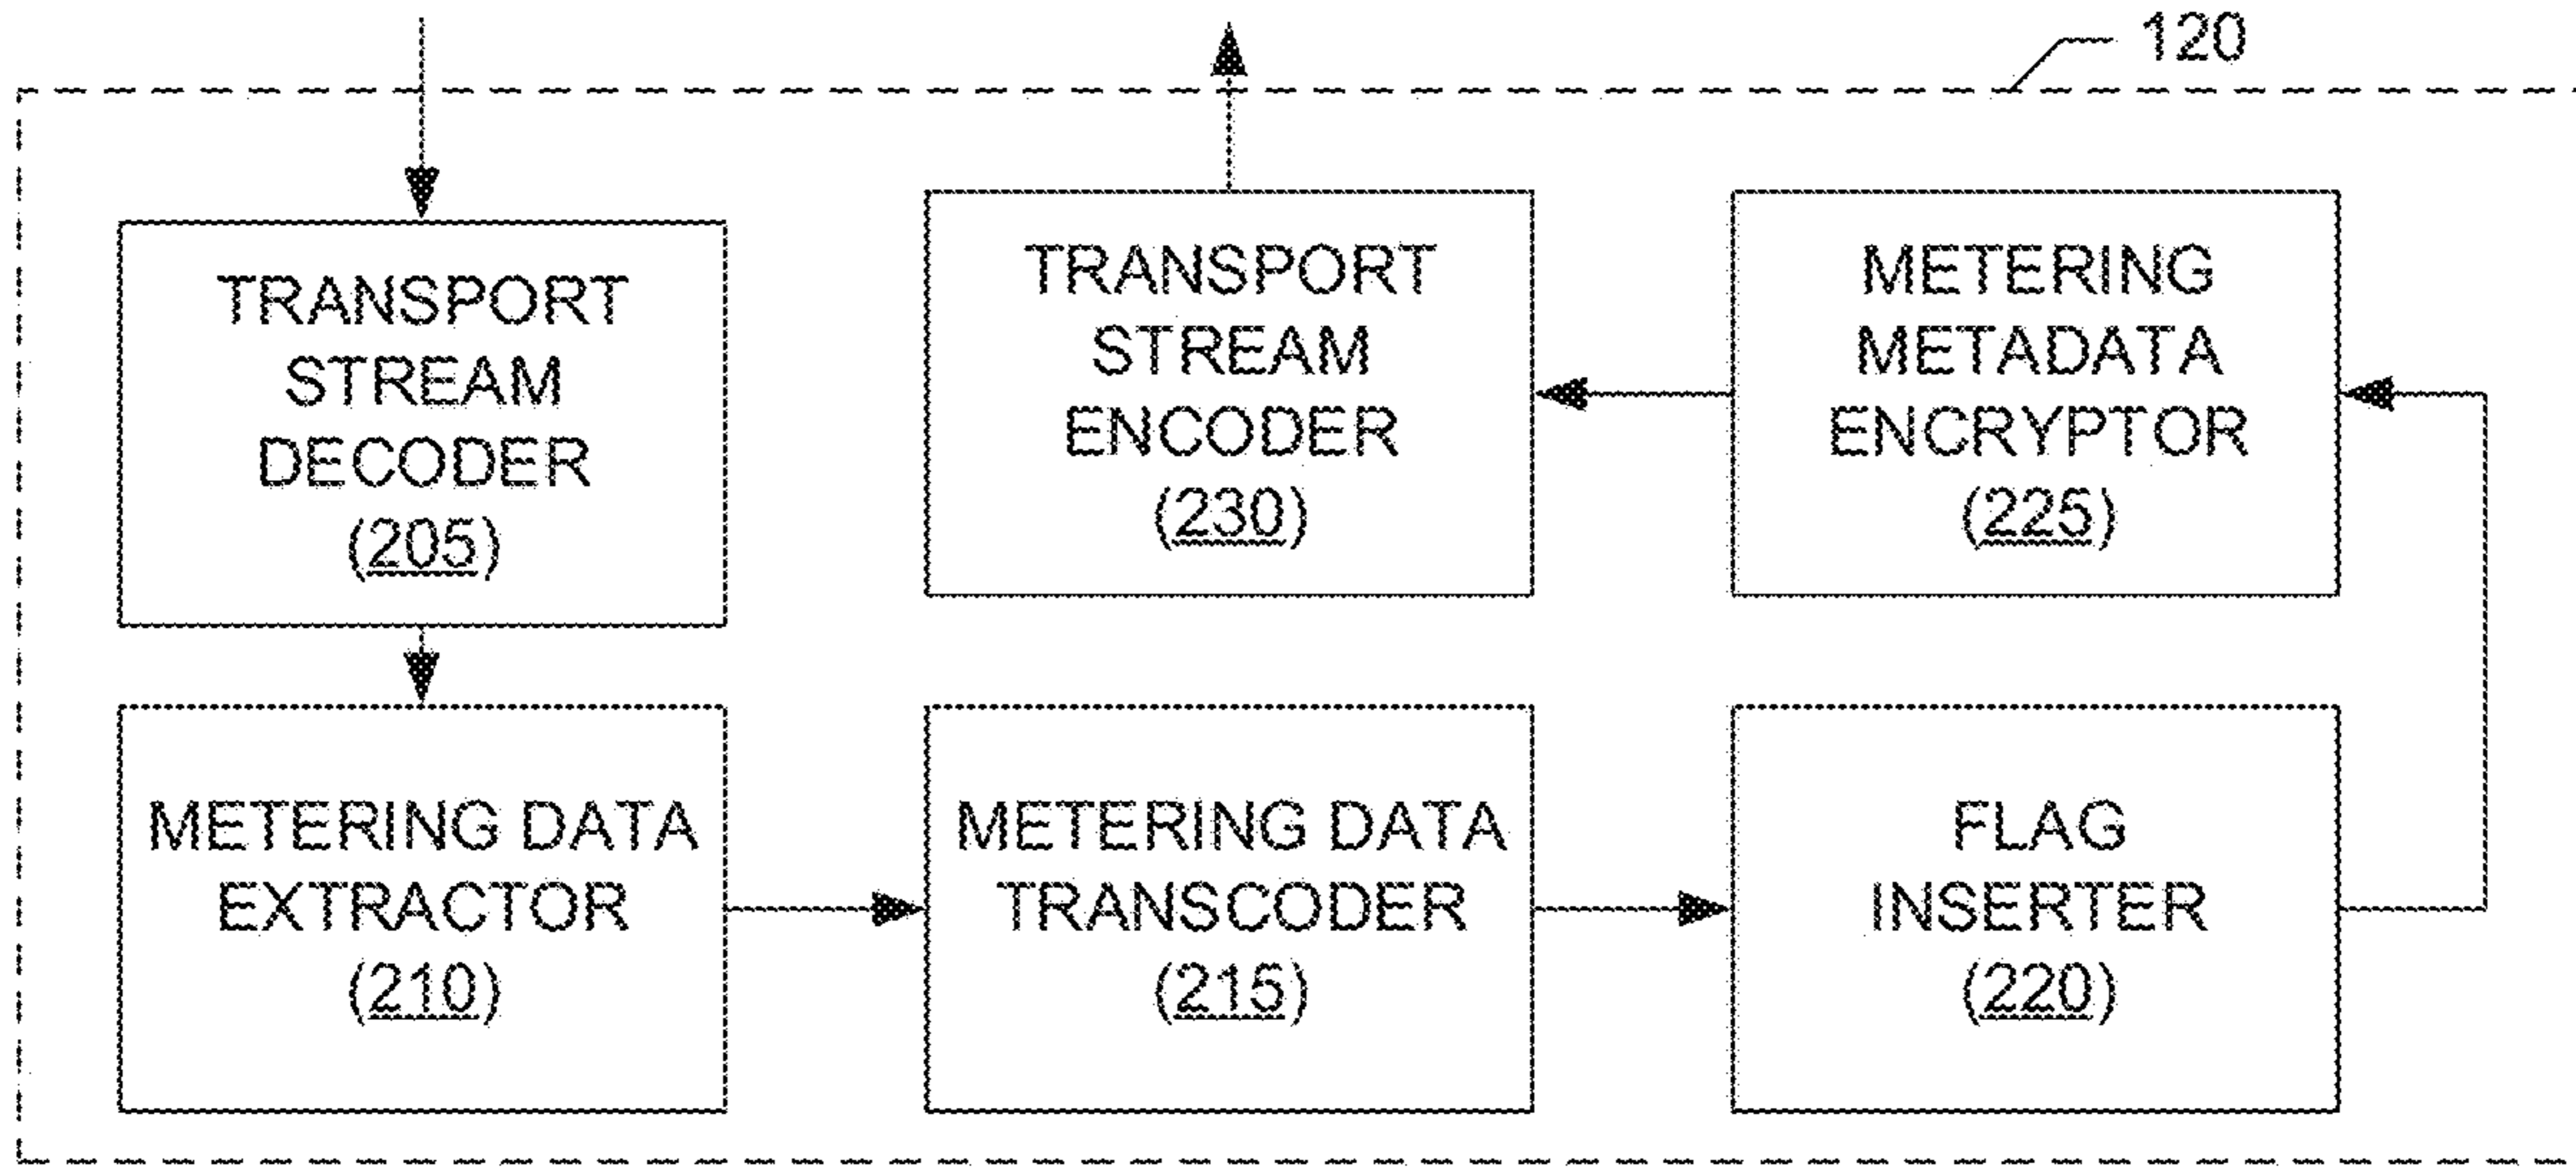 120
TRANSPORT
STREAM
DECODER
(205)
TRANSPORT
STREAM
ENCODER
(230)
METERING
METADATA
ENCRYPTOR
(225)
METERING DATA
EXTRACTOR
(210)
METERING DATA
TRANSCODER
(215)
FLAG
INSERTER
(220)